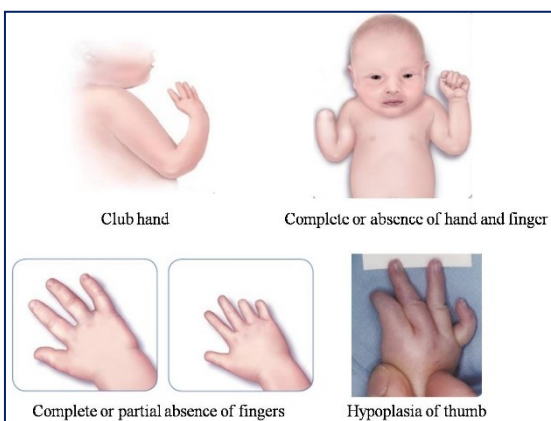 Club hand
Complete or absence of hand and finger
Complete or partial absence of fingers
Hypoplasia of thumb